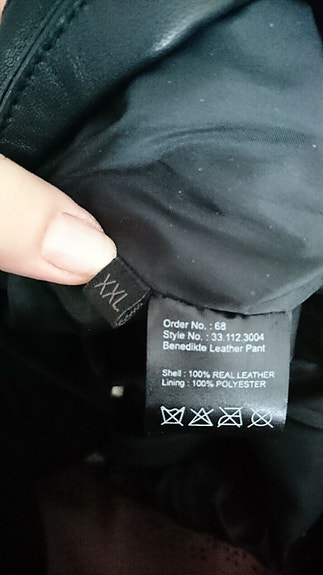 XXL
Order No. : 68
Style No. : 33.112.3004
Benedikte Leather Pant
Shell : 100% REAL LEATHER
Lining : 100% POLYESTER